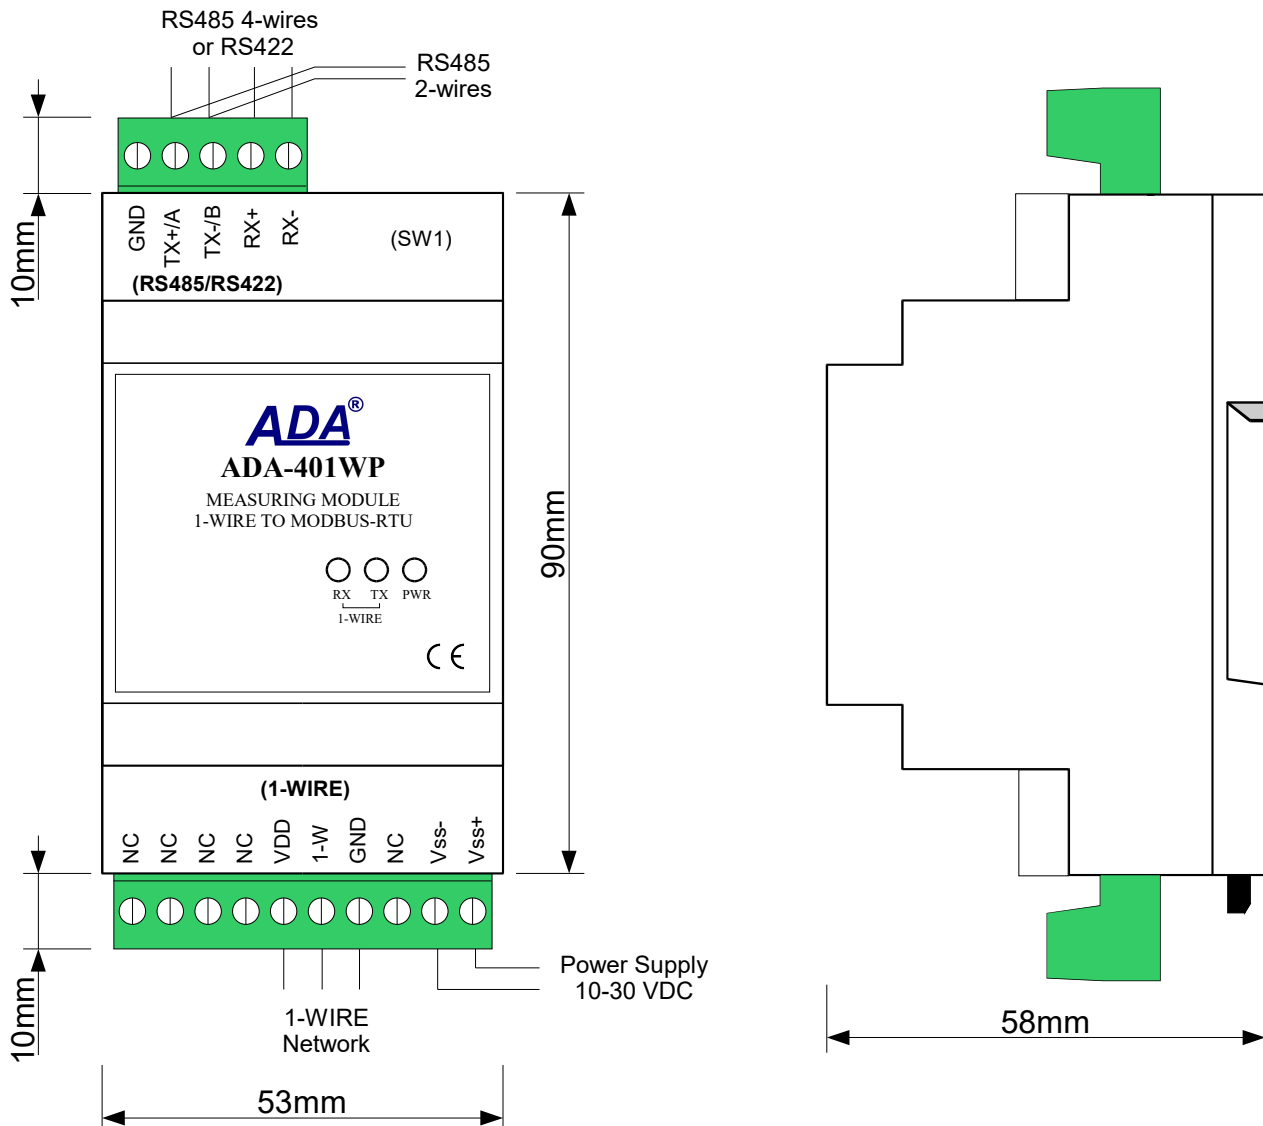 RS485 4-wires
or RS422
RS485
2-wires
10mm
GND
TX+/A
TX-/B
RX+
RX-
(SW1)
(RS485/RS422)
ADA®
ADA-401WP
MEASURING MODULE
1-WIRE TO MODBUS-RTU
RX TX PWR
1-WIRE
CE
90mm
(1-WIRE)
NC
NC
NC
NC
VDD
1-W
GND
NC
Vss-
Vss+
10mm
Power Supply
10-30 VDC
1-WIRE
Network
53mm
58mm